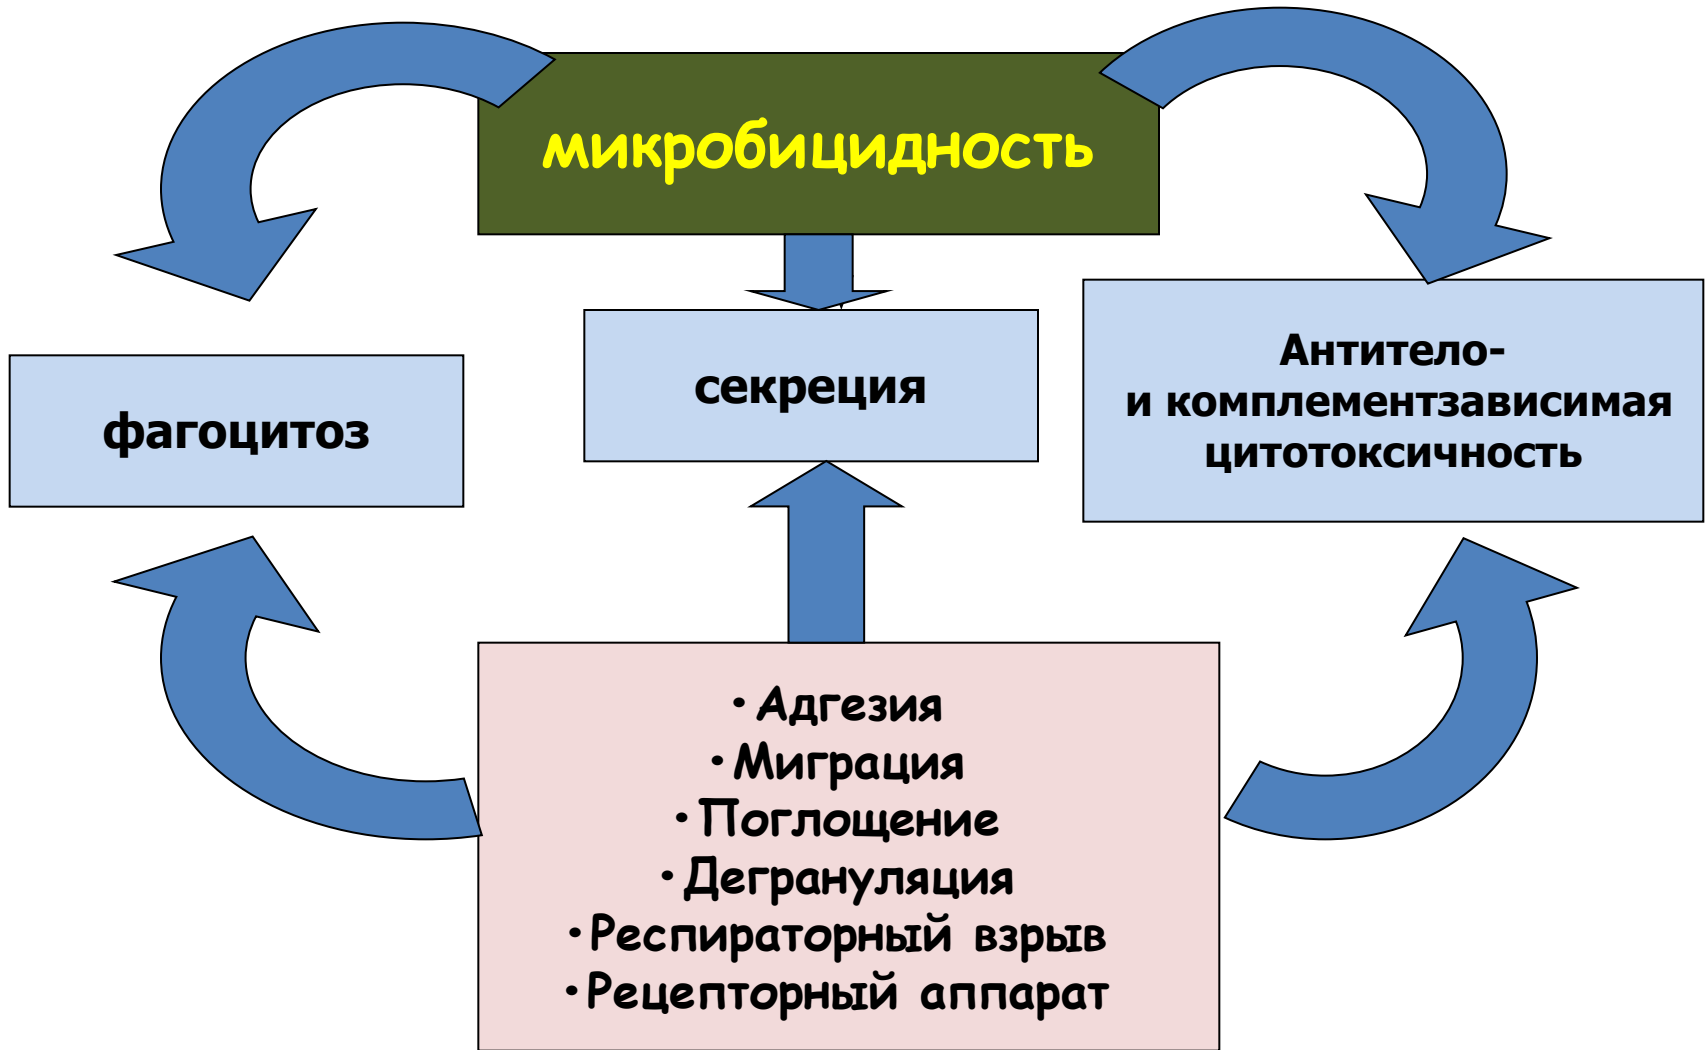 микробицидность
фагоцитоз
секреция
Антитело-
и комплементзависимая
цитотоксичность
•Адгезия
•Миграция
•Поглощение
•Дегрануляция
•Респираторный взрыв
•Рецепторный аппарат